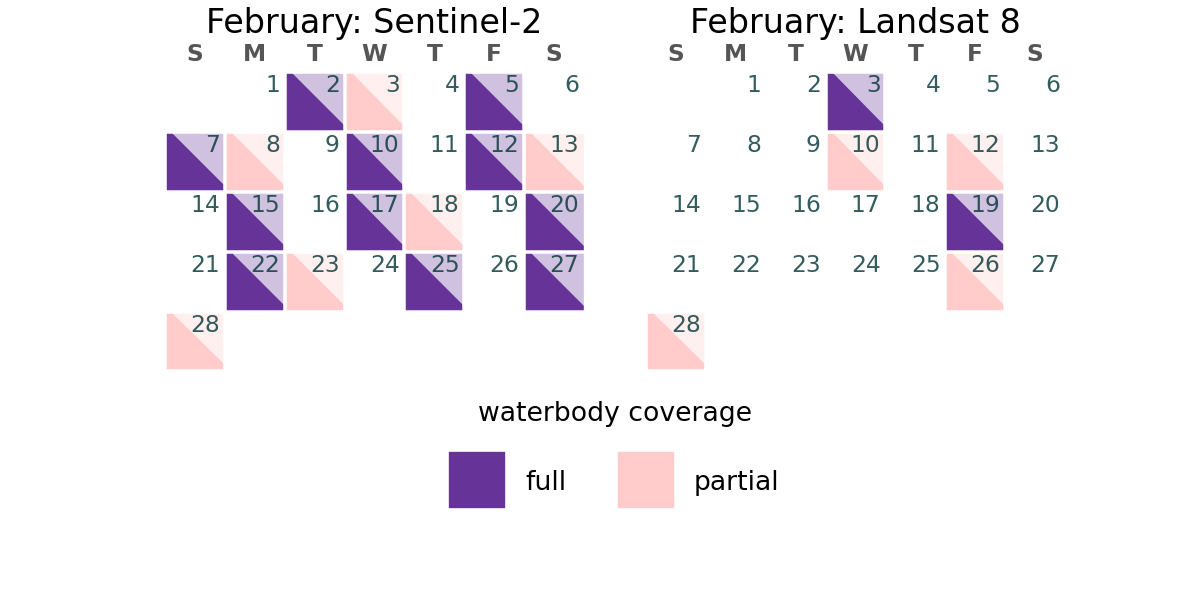 February: Sentinel-2
S M T W T F S
1 2 3 4 5 6
7 8 9 10 11 12 13
14 15 16 17 18 19 20
21 22 23 24 25 26 27
28
February: Landsat 8
S M T W T F S
1 2 3 4 5 6
7 8 9 10 11 12 13
14 15 16 17 18 19 20
21 22 23 24 25 26 27
28
waterbody coverage
full
partial